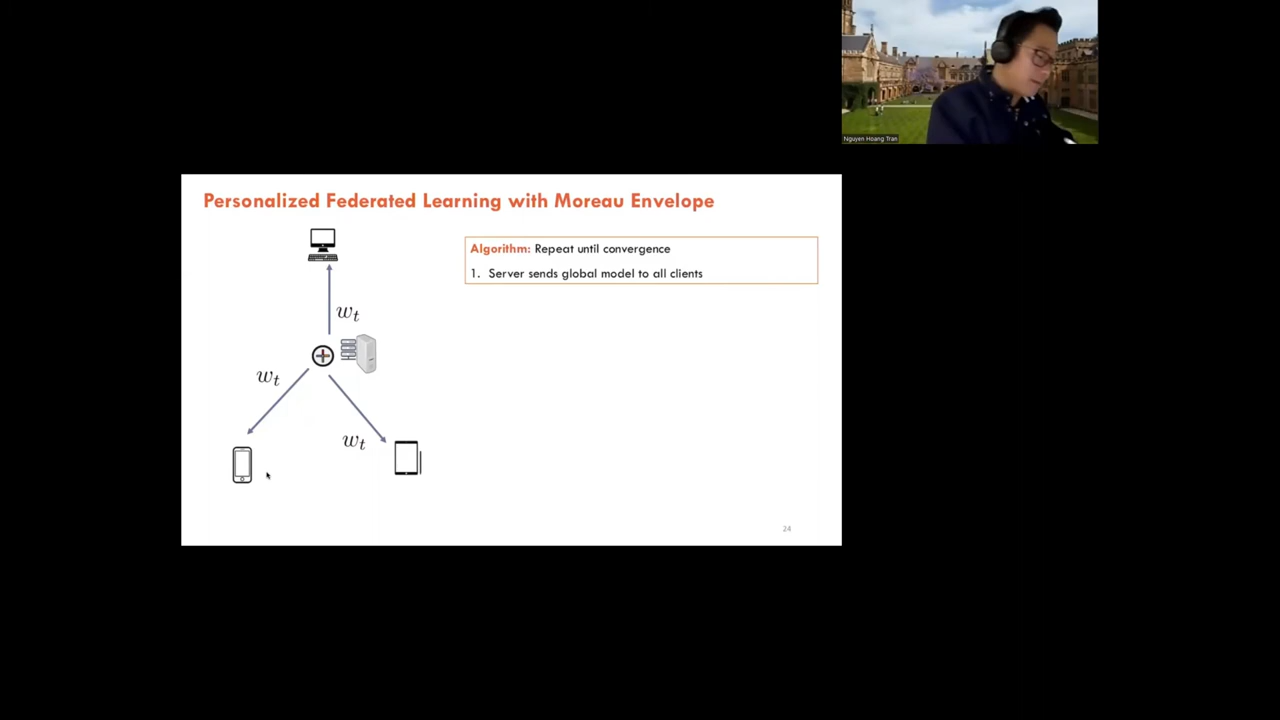 Nguyen Hoang Tran
Personalized Federated Learning with Moreau Envelope
Algorithm: Repeat until convergence
1. Server sends global model to all clients
w_t
w_t
w_t
24